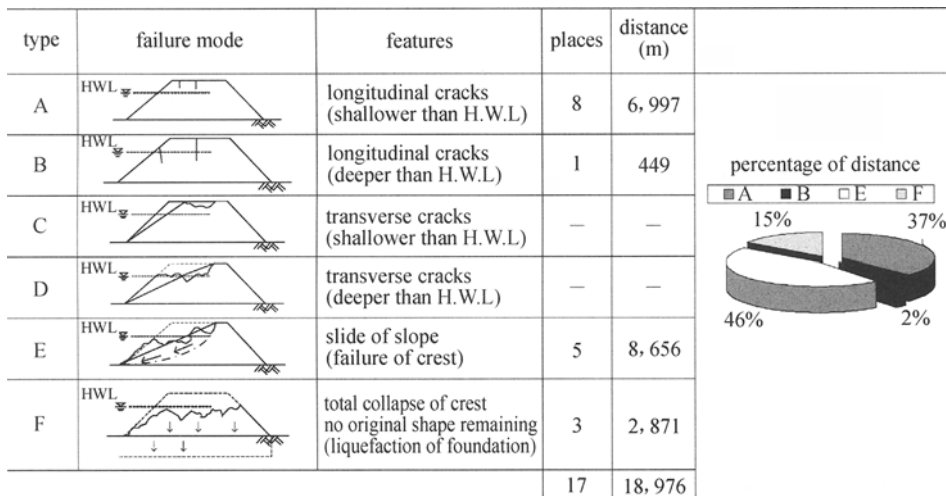 type failure mode features places distance (m)
A HWL longitudinal cracks (shallower than H.W.L) 8 6,997
B HWL longitudinal cracks (deeper than H.W.L) 1 449
C HWL transverse cracks (shallower than H.W.L) — —
D HWL transverse cracks (deeper than H.W.L) — —
E HWL slide of slope (failure of crest) 5 8,656
F HWL total collapse of crest no original shape remaining (liquefaction of foundation) 3 2,871
17 18,976
percentage of distance
A B E F
15% 37%
46% 2%